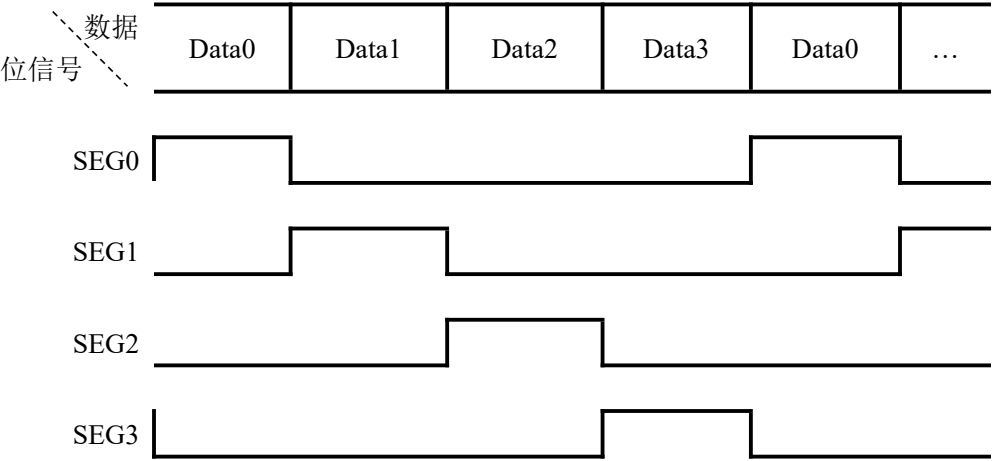 数据
位信号
Data0 Data1 Data2 Data3 Data0 …
SEG0
SEG1
SEG2
SEG3